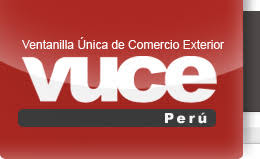 Ventanilla Única de Comercio Exterior
vuce
Perú